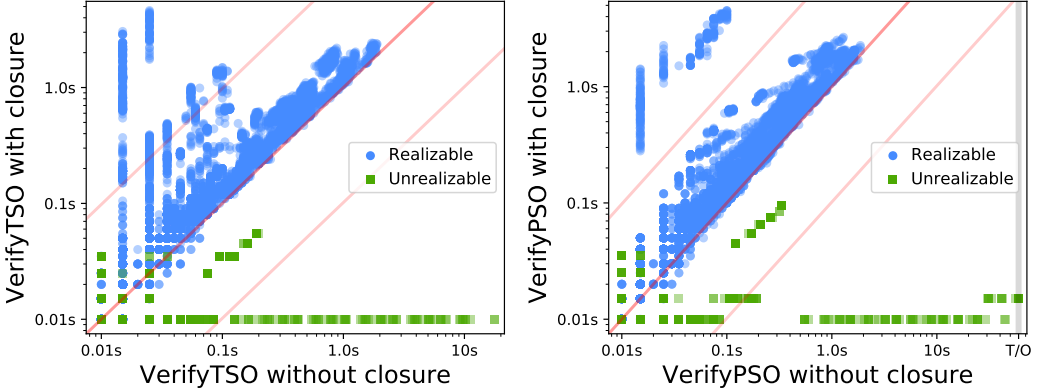 VerifyTSO with closure
1.0s
0.1s
0.01s
Realizable
Unrealizable
0.01s 0.1s 1.0s 10s
VerifyTSO without closure
VerifyPSO with closure
1.0s
0.1s
0.01s
Realizable
Unrealizable
0.01s 0.1s 1.0s 10s T/O
VerifyPSO without closure